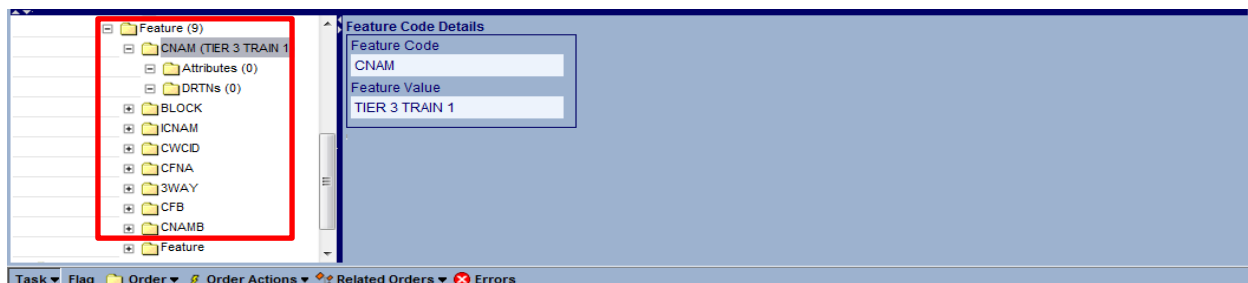 Feature (9)
CNAM (TIER 3 TRAIN 1
Attributes (0)
DRTNs (0)
BLOCK
ICNAM
CWCID
CFNA
3WAY
CFB
CNAMB
Feature
Feature Code Details
Feature Code
CNAM
Feature Value
TIER 3 TRAIN 1
Task Flag Order Order Actions Related Orders Errors